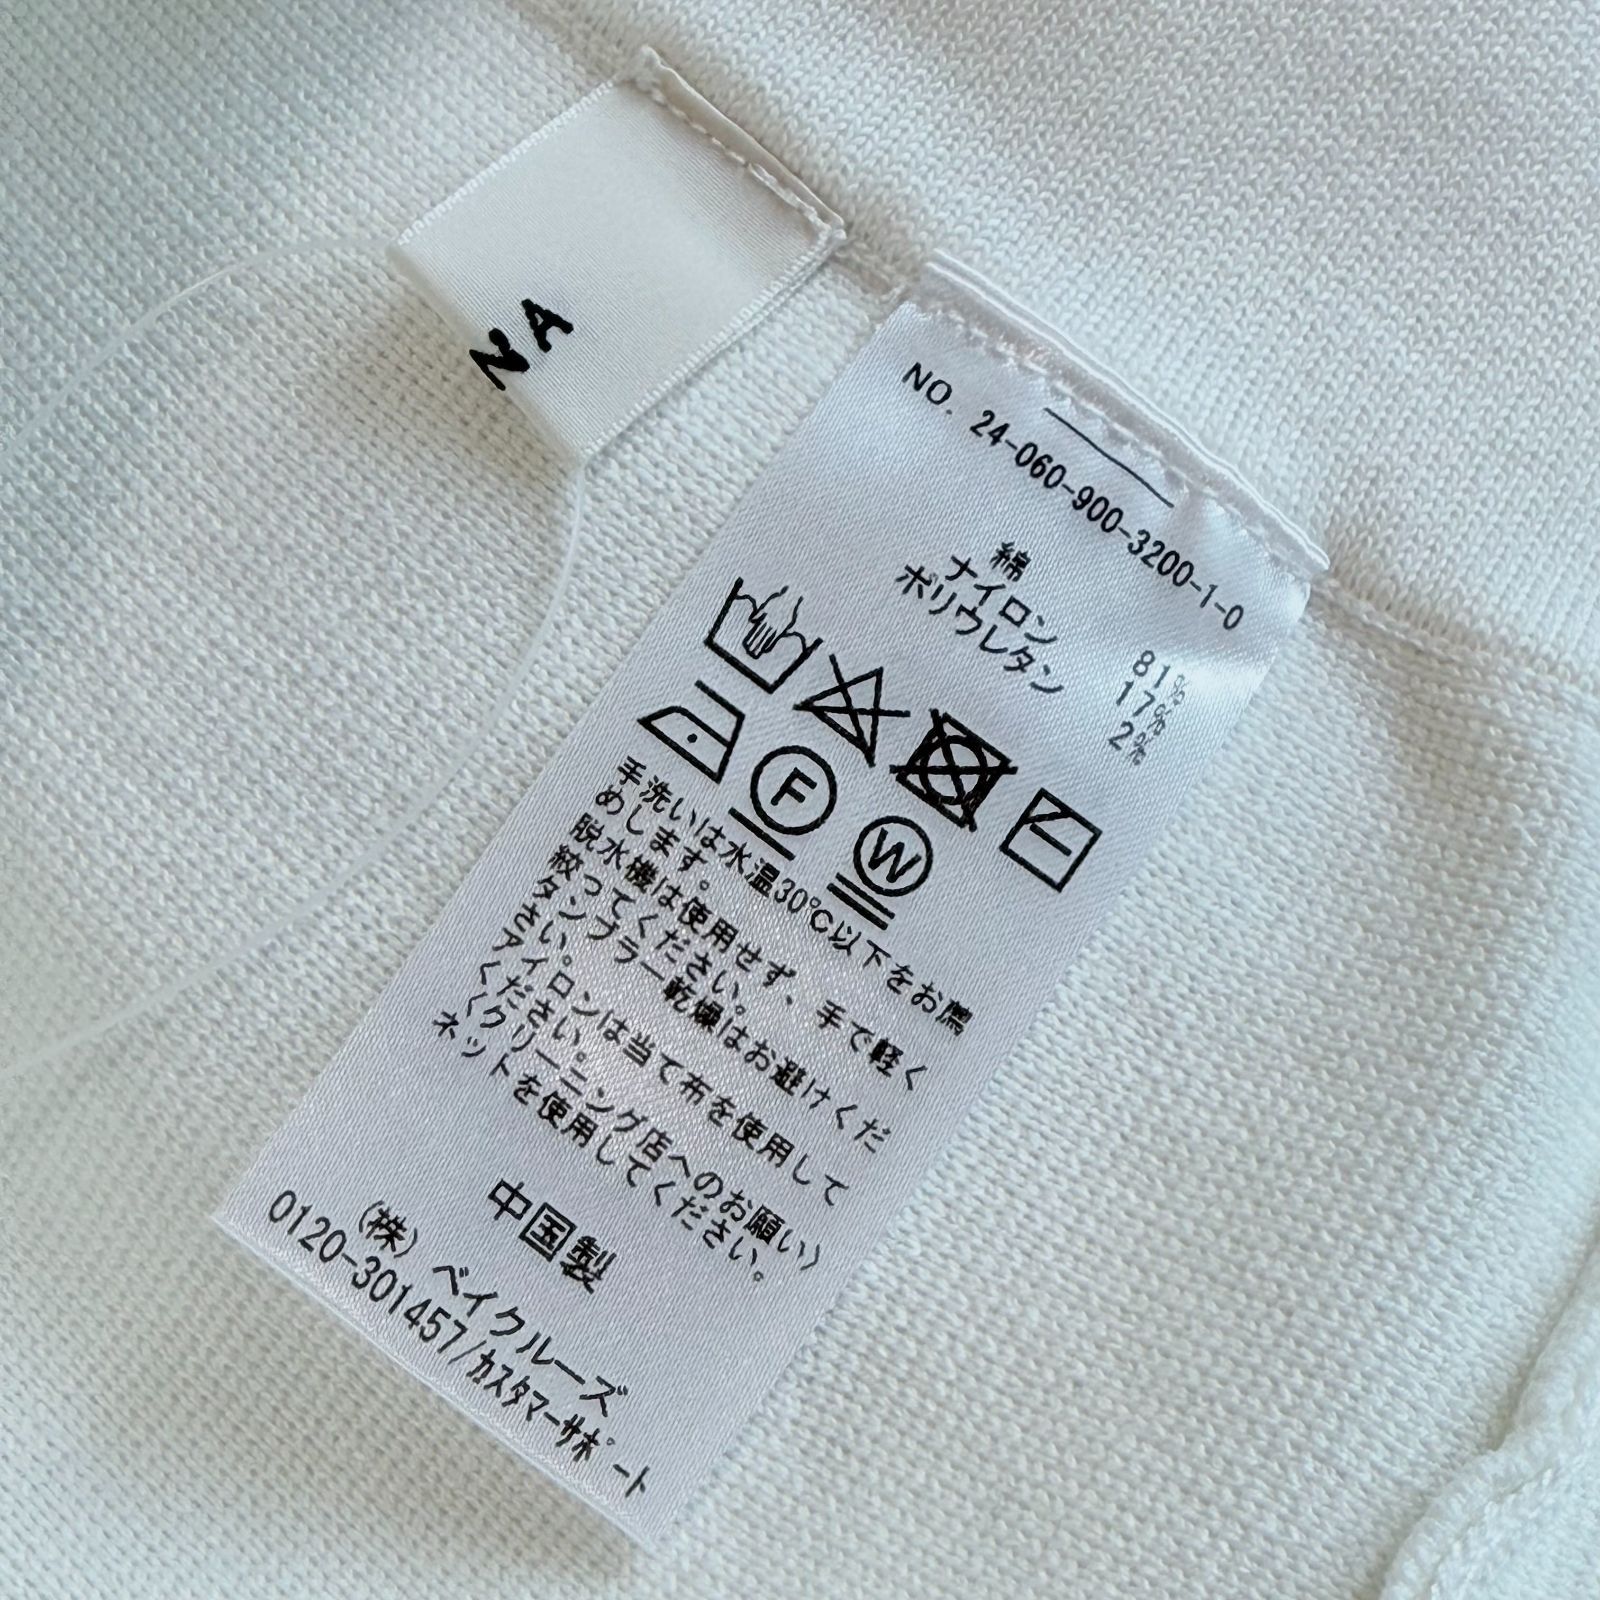 NA
NO. 24-060-900-3200-1-0
綿 81%
ナイロン 17%
ポリウレタン 2%
F
W
手洗いは水温30℃以下をお薦
めします。
脱水機は使用せず、手で軽く
絞ってください。
タンブラー乾燥はお避けくだ
さい。
アイロンは当て布を使用して
ください。
〈クリーニング店へのお願い〉
ネットを使用してください。
中国製
(株) ベイクルーズ
0120-301457/ｶｽﾀﾏｰｻﾎﾟｰﾄ